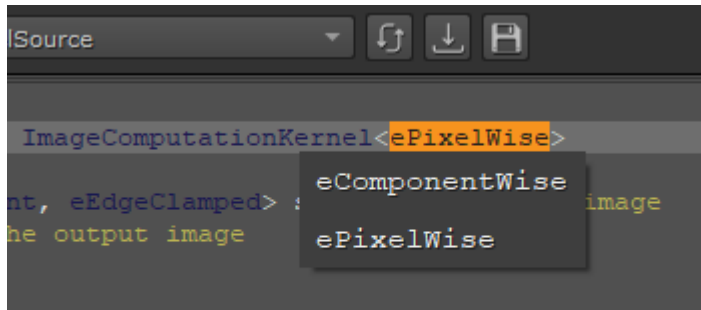 lSource
ImageComputationKernel<ePixelWise>
eComponentWise
nt, eEdgeClamped> image
he output image
ePixelWise